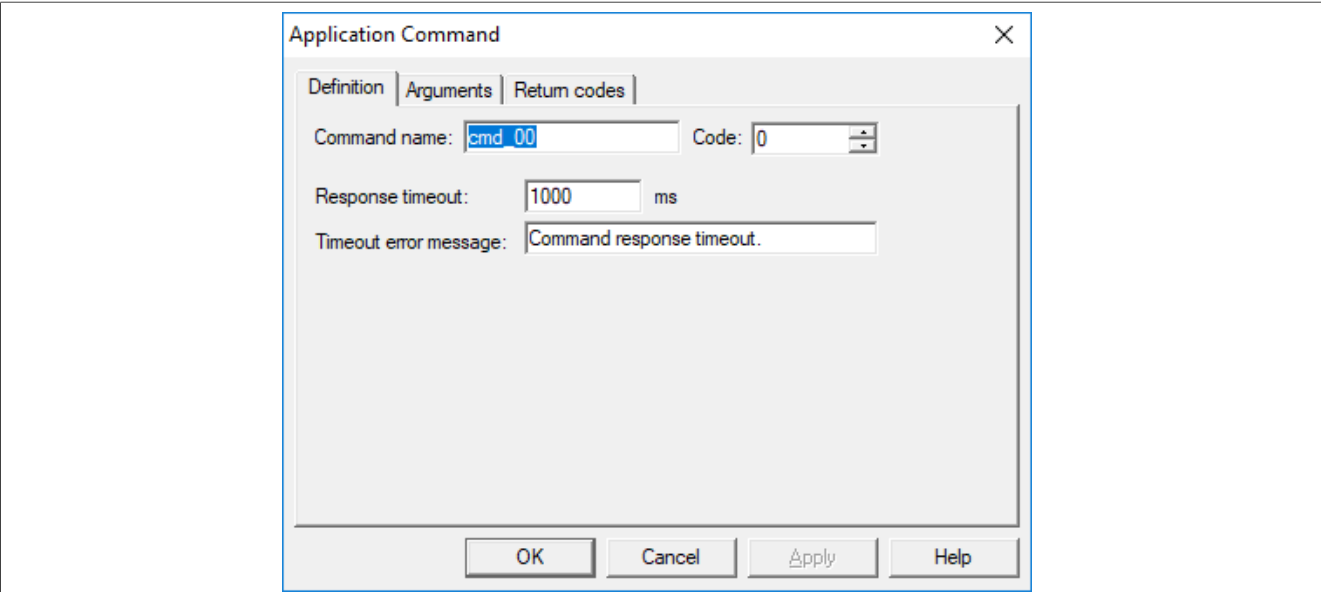 Application Command
Definition Arguments Return codes
Command name: cmd_00 Code: 0
Response timeout: 1000 ms
Timeout error message: Command response timeout.
OK Cancel Apply Help